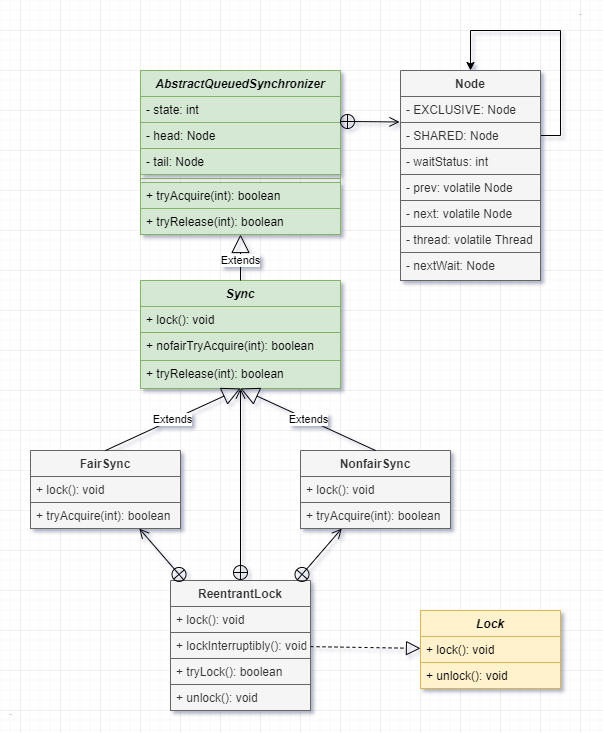 AbstractQueuedSynchronizer
- state: int
- head: Node
- tail: Node
+ tryAcquire(int): boolean
+ tryRelease(int): boolean
Node
- EXCLUSIVE: Node
- SHARED: Node
- waitStatus: int
- prev: volatile Node
- next: volatile Node
- thread: volatile Thread
- nextWait: Node
Extends
Sync
+ lock(): void
+ nofairTryAcquire(int): boolean
+ tryRelease(int): boolean
Extends
Extends
FairSync
+ lock(): void
+ tryAcquire(int): boolean
NonfairSync
+ lock(): void
+ tryAcquire(int): boolean
ReentrantLock
+ lock(): void
+ lockInterruptibly(): void
+ tryLock(): boolean
+ unlock(): void
Lock
+ lock(): void
+ unlock(): void